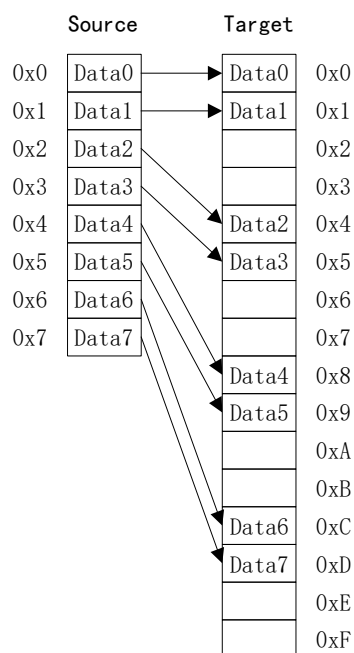 Source Target
0x0 Data0 Data0 0x0
0x1 Data1 Data1 0x1
0x2 Data2 0x2
0x3 Data3 0x3
0x4 Data4 Data2 0x4
0x5 Data5 Data3 0x5
0x6 Data6 0x6
0x7 Data7 0x7
Data4 0x8
Data5 0x9
0xA
0xB
Data6 0xC
Data7 0xD
0xE
0xF